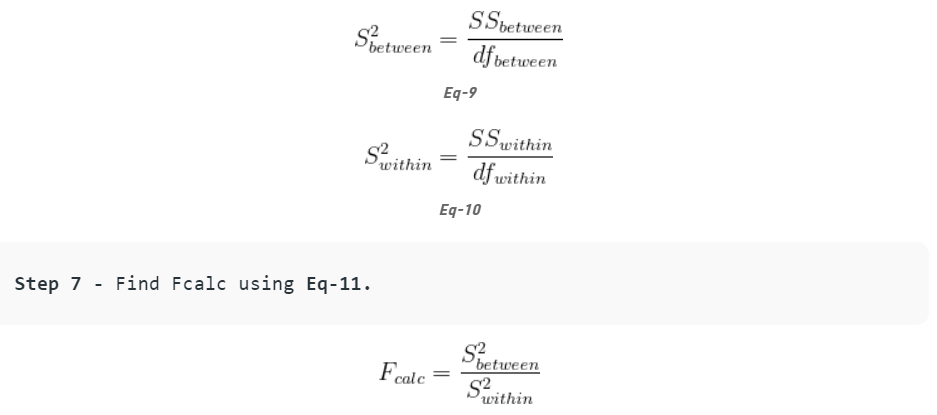 S²between = SSbetween / dfbetween
Eq-9
S²within = SSwithin / dfwithin
Eq-10
Step 7 - Find Fcalc using Eq-11.
Fcalc = S²between / S²within